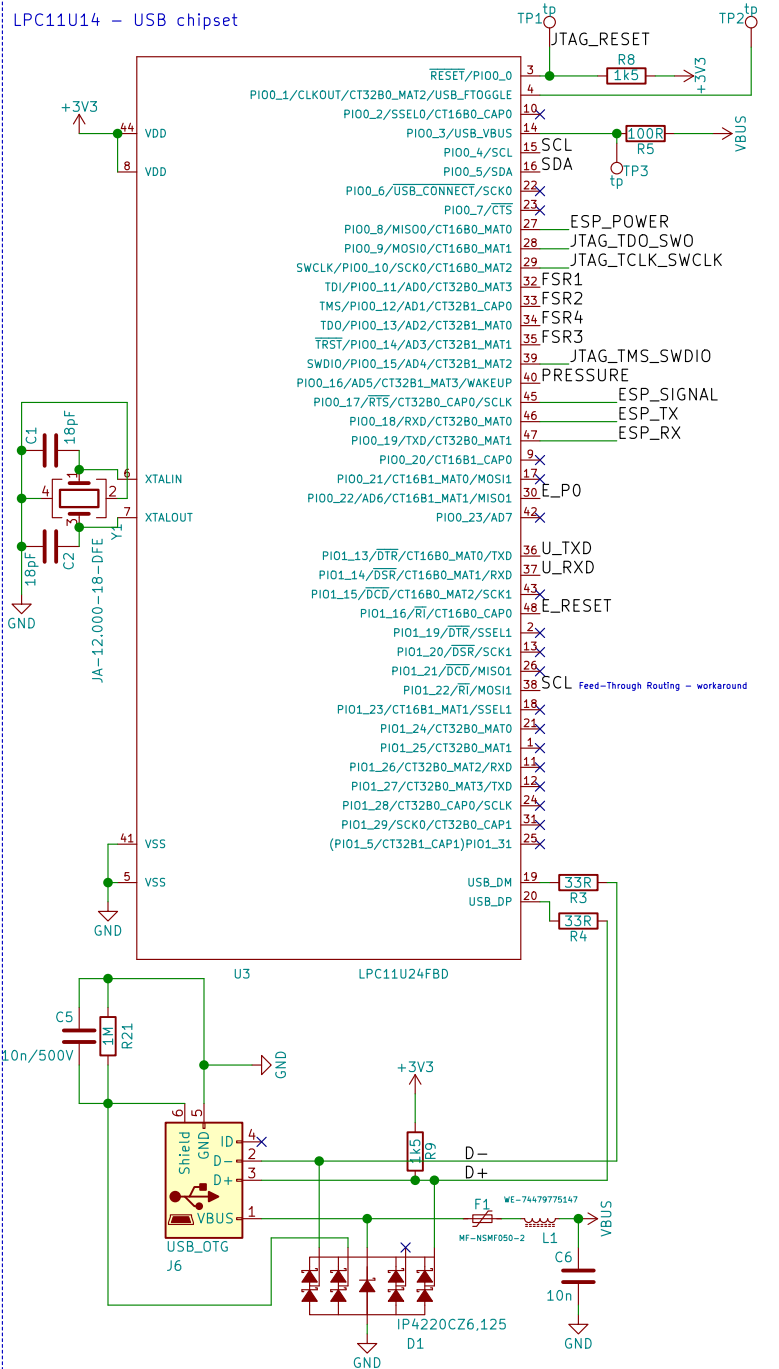 LPC11U14 - USB chipset
tp
TP1
tp
TP2
JTAG_RESET
R8
1k5
+3V3
RESET/PIO0_0 3
PIO0_1/CLKOUT/CT32B0_MAT2/USB_FTOGGLE 4
PIO0_2/SSEL0/CT16B0_CAP0 10
PIO0_3/USB_VBUS 14
100R
R5
VBUS
TP3
tp
+3V3
44 VDD
8 VDD
PIO0_4/SCL 15 SCL
PIO0_5/SDA 16 SDA
PIO0_6/USB_CONNECT/SCK0 22
PIO0_7/CTS 23
PIO0_8/MISO0/CT16B0_MAT0 27 ESP_POWER
PIO0_9/MOSI0/CT16B0_MAT1 28 JTAG_TDO_SWO
SWCLK/PIO0_10/SCK0/CT16B0_MAT2 29 JTAG_TCLK_SWCLK
TDI/PIO0_11/AD0/CT32B0_MAT3 32 FSR1
TMS/PIO0_12/AD1/CT32B1_CAP0 33 FSR2
TDO/PIO0_13/AD2/CT32B1_MAT0 34 FSR4
TRST/PIO0_14/AD3/CT32B1_MAT1 35 FSR3
SWDIO/PIO0_15/AD4/CT32B1_MAT2 39 JTAG_TMS_SWDIO
PIO0_16/AD5/CT32B1_MAT3/WAKEUP 40 PRESSURE
PIO0_17/RTS/CT32B0_CAP0/SCLK 45 ESP_SIGNAL
PIO0_18/RXD/CT32B0_MAT0 46 ESP_TX
PIO0_19/TXD/CT32B0_MAT1 47 ESP_RX
PIO0_20/CT16B1_CAP0 9
PIO0_21/CT16B1_MAT0/MOSI1 17
PIO0_22/AD6/CT16B1_MAT1/MISO1 30 E_P0
PIO0_23/AD7 42
C1
18pF
6 XTALIN
1
4
2
3
7 XTALOUT
Y1
JA-12.000-18-DFE
C2
18pF
GND
PIO1_13/DTR/CT16B0_MAT0/TXD 36 U_TXD
PIO1_14/DSR/CT16B0_MAT1/RXD 37 U_RXD
PIO1_15/DCD/CT16B0_MAT2/SCK1 43
PIO1_16/RI/CT16B0_CAP0 48 E_RESET
PIO1_19/DTR/SSEL1 2
PIO1_20/DSR/SCK1 13
PIO1_21/DCD/MISO1 26
PIO1_22/RI/MOSI1 38 SCL Feed-Through Routing - workaround
PIO1_23/CT16B1_MAT1/SSEL1 18
PIO1_24/CT32B0_MAT0 21
PIO1_25/CT32B0_MAT1 1
PIO1_26/CT32B0_MAT2/RXD 11
PIO1_27/CT32B0_MAT3/TXD 12
PIO1_28/CT32B0_CAP0/SCLK 24
PIO1_29/SCK0/CT32B0_CAP1 31
(PIO1_5/CT32B1_CAP1)PIO1_31 25
41 VSS
5 VSS
GND
USB_DM 19
33R
R3
USB_DP 20
33R
R4
U3
LPC11U24FBD
C5
10n/500V
1M
R21
GND
+3V3
1k5
R9
6
5
Shield
GND
ID 4
D- 2
D+ 3
VBUS 1
USB_OTG
J6
D-
D+
F1
MF-NSMF050-2
WE-74479775147
L1
VBUS
C6
10n
GND
IP4220CZ6,125
D1
GND